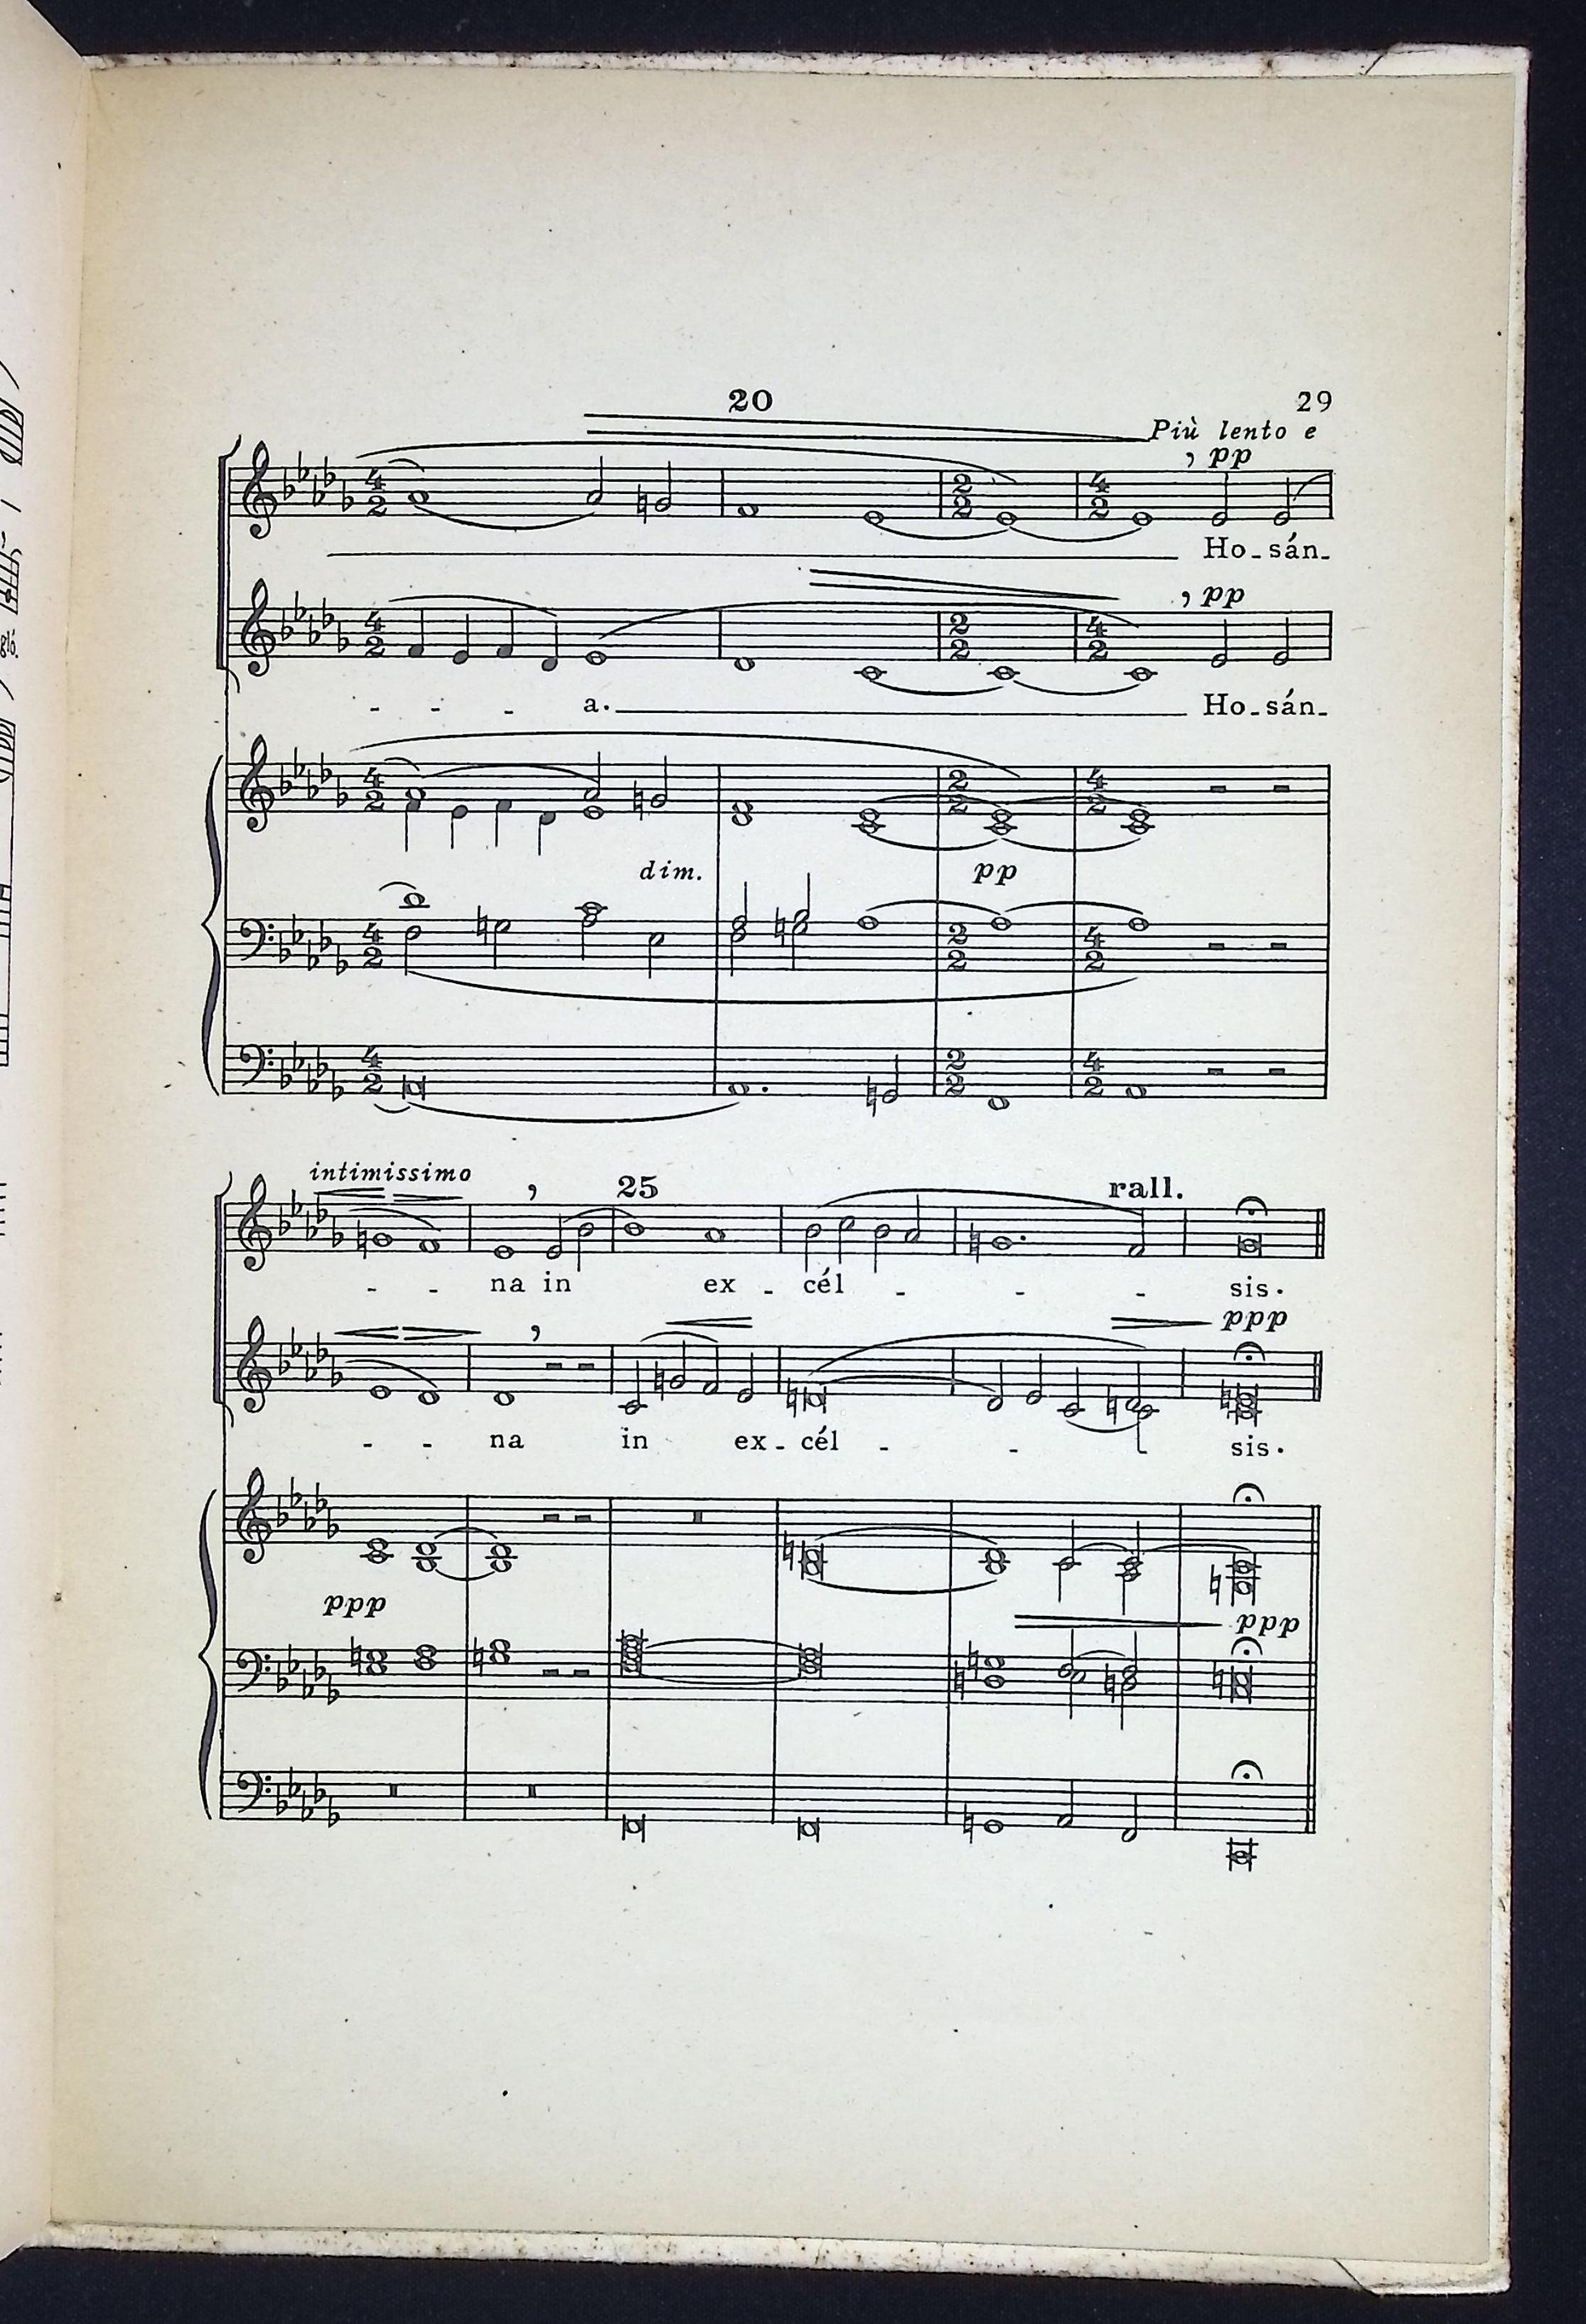 20 29
Più lento e
, pp
Ho-sán-
, pp
- - - a. Ho-sán-
dim. pp
intimissimo
, 25 rall.
- - na in ex - cél - - - sis.
, ppp
- - na in ex - cél - - sis.
ppp
ppp